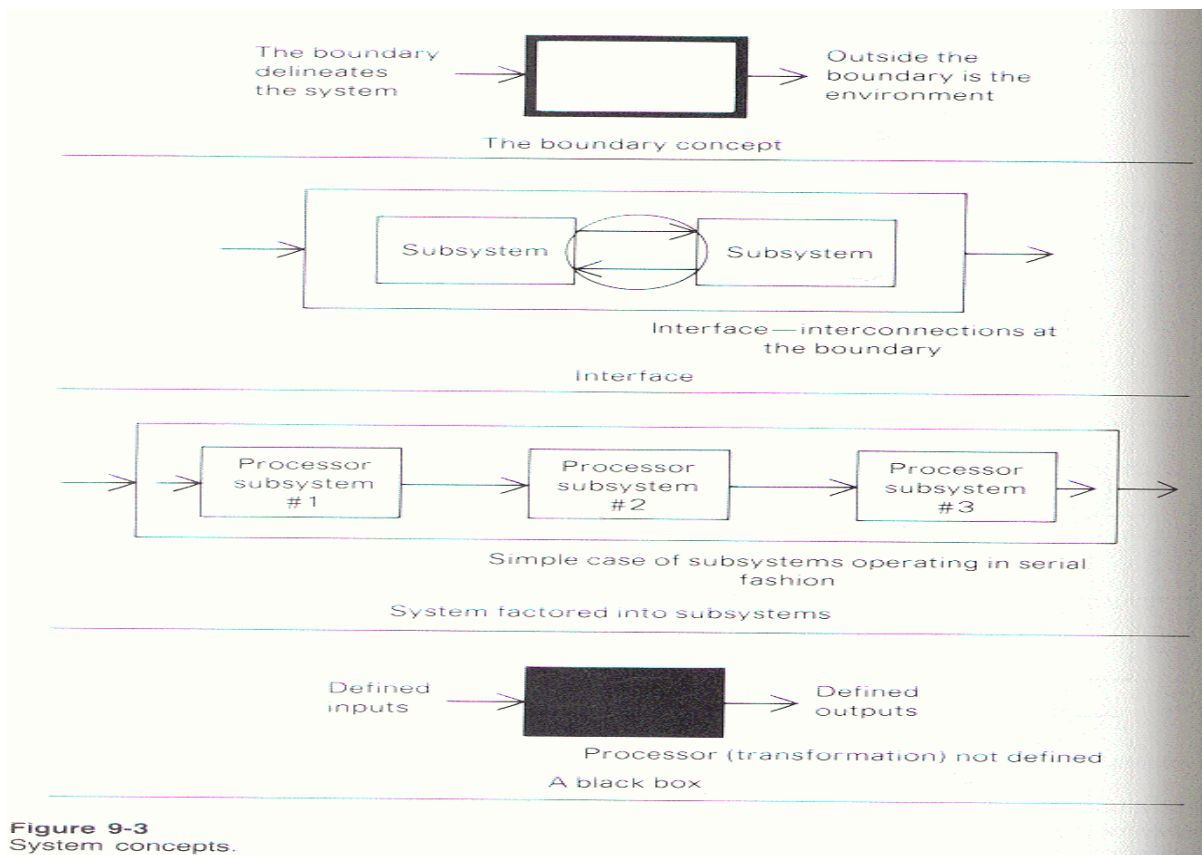 The boundary
delineates
the system
Outside the
boundary is the
environment
The boundary concept
Subsystem
Subsystem
Interface—interconnections at
the boundary
Interface
Processor
subsystem
#1
Processor
subsystem
#2
Processor
subsystem
#3
Simple case of subsystems operating in serial
fashion
System factored into subsystems
Defined
inputs
Defined
outputs
Processor (transformation) not defined
A black box
Figure 9-3
System concepts.